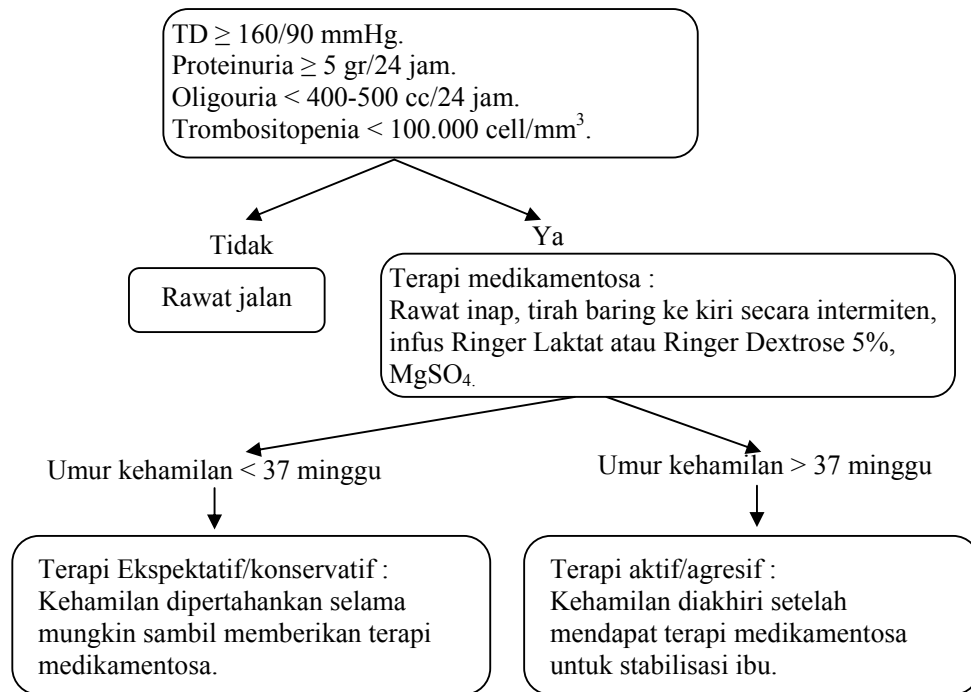 TD ≥ 160/90 mmHg.
Proteinuria ≥ 5 gr/24 jam.
Oligouria < 400-500 cc/24 jam.
Trombositopenia < 100.000 cell/mm³.
Tidak
Ya
Rawat jalan
Terapi medikamentosa :
Rawat inap, tirah baring ke kiri secara intermiten,
infus Ringer Laktat atau Ringer Dextrose 5%,
MgSO₄.
Umur kehamilan < 37 minggu
Umur kehamilan > 37 minggu
Terapi Ekspektatif/konservatif :
Kehamilan dipertahankan selama
mungkin sambil memberikan terapi
medikamentosa.
Terapi aktif/agresif :
Kehamilan diakhiri setelah
mendapat terapi medikamentosa
untuk stabilisasi ibu.